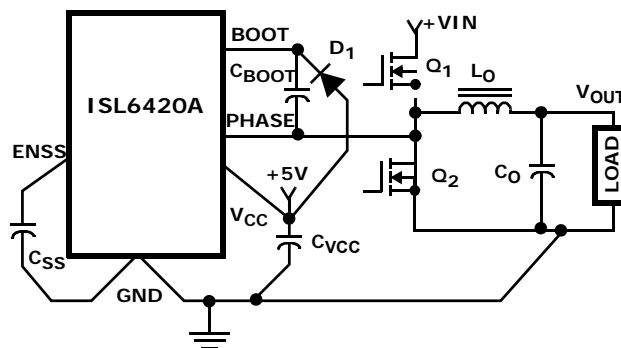 +VIN
BOOT
D1
CBOOT
Q1
LO
VOUT
ISL6420A
PHASE
ENSS
+5V
Q2
CO
LOAD
VCC
CVCC
CSS
GND